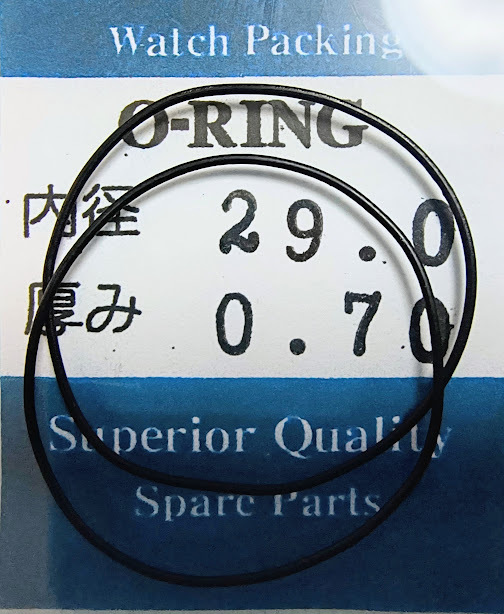 Watch Packing
O-RING
内径 29.0
厚み 0.70
Superior Quality
Spare Parts